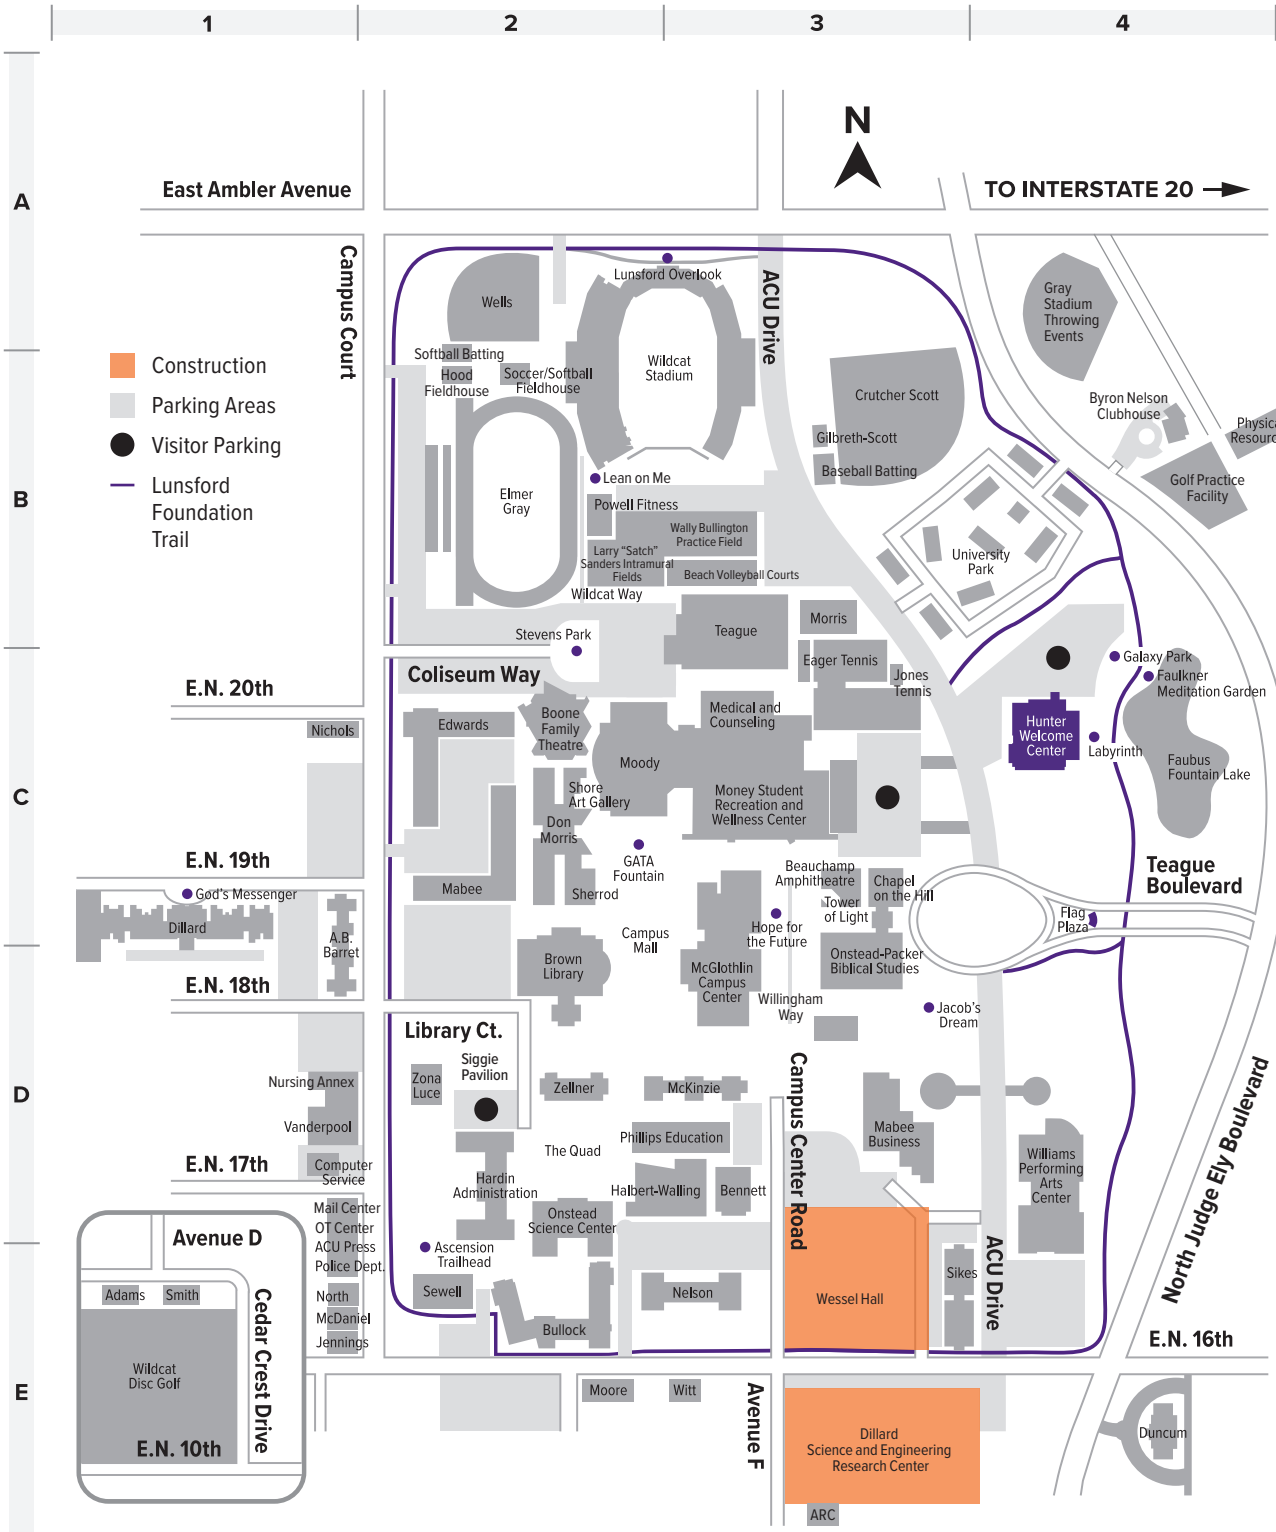 1
2
3
4
A
B
C
D
E
N
East Ambler Avenue
TO INTERSTATE 20
Campus Court
ACU Drive
Construction
Parking Areas
Visitor Parking
Lunsford
Foundation
Trail
Lunsford Overlook
Wells
Gray
Stadium
Throwing
Events
Softball Batting
Hood
Fieldhouse
Soccer/Softball
Fieldhouse
Wildcat
Stadium
Crutcher Scott
Gilbreth-Scott
Baseball Batting
Byron Nelson
Clubhouse
Physica
Resourc
Golf Practice
Facility
Lean on Me
Elmer
Gray
Powell Fitness
Wally Bullington
Practice Field
Larry “Satch”
Sanders Intramural
Fields
Beach Volleyball Courts
Wildcat Way
University
Park
Stevens Park
Teague
Morris
Eager Tennis
Jones
Tennis
Coliseum Way
Galaxy Park
Faulkner
Meditation Garden
E.N. 20th
Nichols
Edwards
Boone
Family
Theatre
Medical and
Counseling
Hunter
Welcome
Center
Labyrinth
Faubus
Fountain Lake
Moody
Shore
Art Gallery
Money Student
Recreation and
Wellness Center
Don
Morris
GATA
Fountain
E.N. 19th
Mabee
Sherrod
Beauchamp
Amphitheatre
Chapel
on the Hill
Tower
of Light
Teague
Boulevard
God’s Messenger
Dillard
A.B.
Barret
Campus
Mall
Hope for
the Future
Flag
Plaza
Brown
Library
McGlothlin
Campus
Center
Onstead-Packer
Biblical Studies
E.N. 18th
Willingham
Way
Jacob’s
Dream
Library Ct.
Siggie
Pavilion
Zona
Luce
Zellner
McKinzie
Campus Center Road
North Judge Ely Boulevard
Nursing Annex
Vanderpool
Phillips Education
Mabee
Business
The Quad
E.N. 17th
Computer
Service
Hardin
Administration
Halbert-Walling
Bennett
Williams
Performing
Arts
Center
Mail Center
OT Center
ACU Press
Police Dept.
Onstead
Science Center
Avenue D
Ascension
Trailhead
ACU Drive
Adams
Smith
Cedar Crest Drive
North
McDaniel
Jennings
Sewell
Nelson
Wessel Hall
Sikes
Bullock
E.N. 16th
Wildcat
Disc Golf
E.N. 10th
Moore
Witt
Avenue F
Dillard
Science and Engineering
Research Center
Duncum
ARC